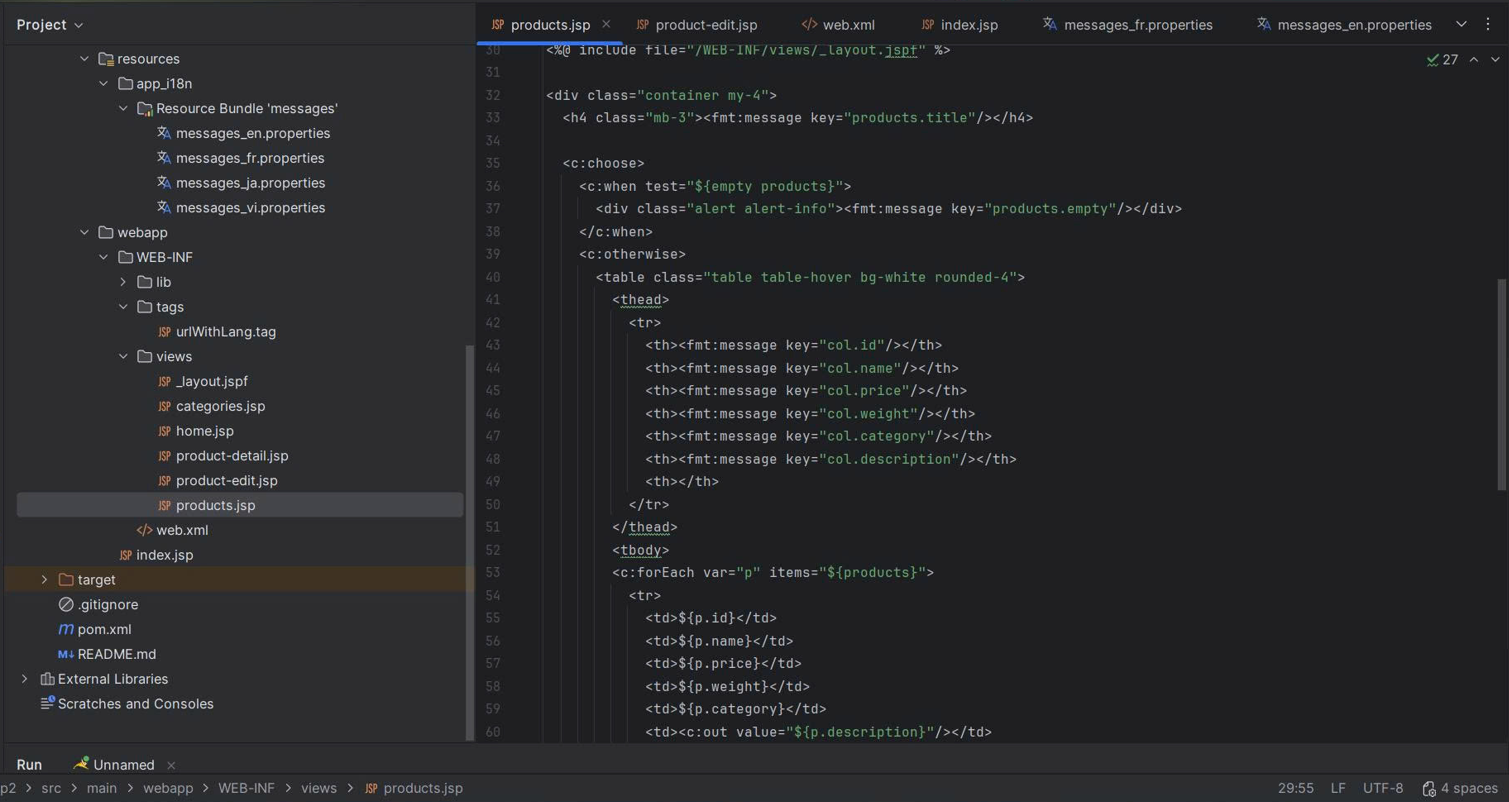 Project
products.jsp
product-edit.jsp
</> web.xml
index.jsp
messages_fr.properties
messages_en.properties
resources
app_i18n
Resource Bundle 'messages'
messages_en.properties
messages_fr.properties
messages_ja.properties
messages_vi.properties
webapp
WEB-INF
lib
tags
JSP urlWithLang.tag
views
JSP _layout.jspf
JSP categories.jsp
JSP home.jsp
JSP product-detail.jsp
JSP product-edit.jsp
JSP products.jsp
</> web.xml
JSP index.jsp
target
.gitignore
m pom.xml
M↓ README.md
External Libraries
Scratches and Consoles
27
30 <%@ include file="/WEB-INF/views/_layout.jspf" %>
31
32 <div class="container my-4">
33 <h4 class="mb-3"><fmt:message key="products.title"/></h4>
34
35 <c:choose>
36 <c:when test="${empty products}">
37 <div class="alert alert-info"><fmt:message key="products.empty"/></div>
38 </c:when>
39 <c:otherwise>
40 <table class="table table-hover bg-white rounded-4">
41 <thead>
42 <tr>
43 <th><fmt:message key="col.id"/></th>
44 <th><fmt:message key="col.name"/></th>
45 <th><fmt:message key="col.price"/></th>
46 <th><fmt:message key="col.weight"/></th>
47 <th><fmt:message key="col.category"/></th>
48 <th><fmt:message key="col.description"/></th>
49 <th></th>
50 </tr>
51 </thead>
52 <tbody>
53 <c:forEach var="p" items="${products}">
54 <tr>
55 <td>${p.id}</td>
56 <td>${p.name}</td>
57 <td>${p.price}</td>
58 <td>${p.weight}</td>
59 <td>${p.category}</td>
60 <td><c:out value="${p.description}"/></td>
Run
Unnamed
p2 > src > main > webapp > WEB-INF > views > JSP products.jsp
29:55 LF UTF-8 4 spaces